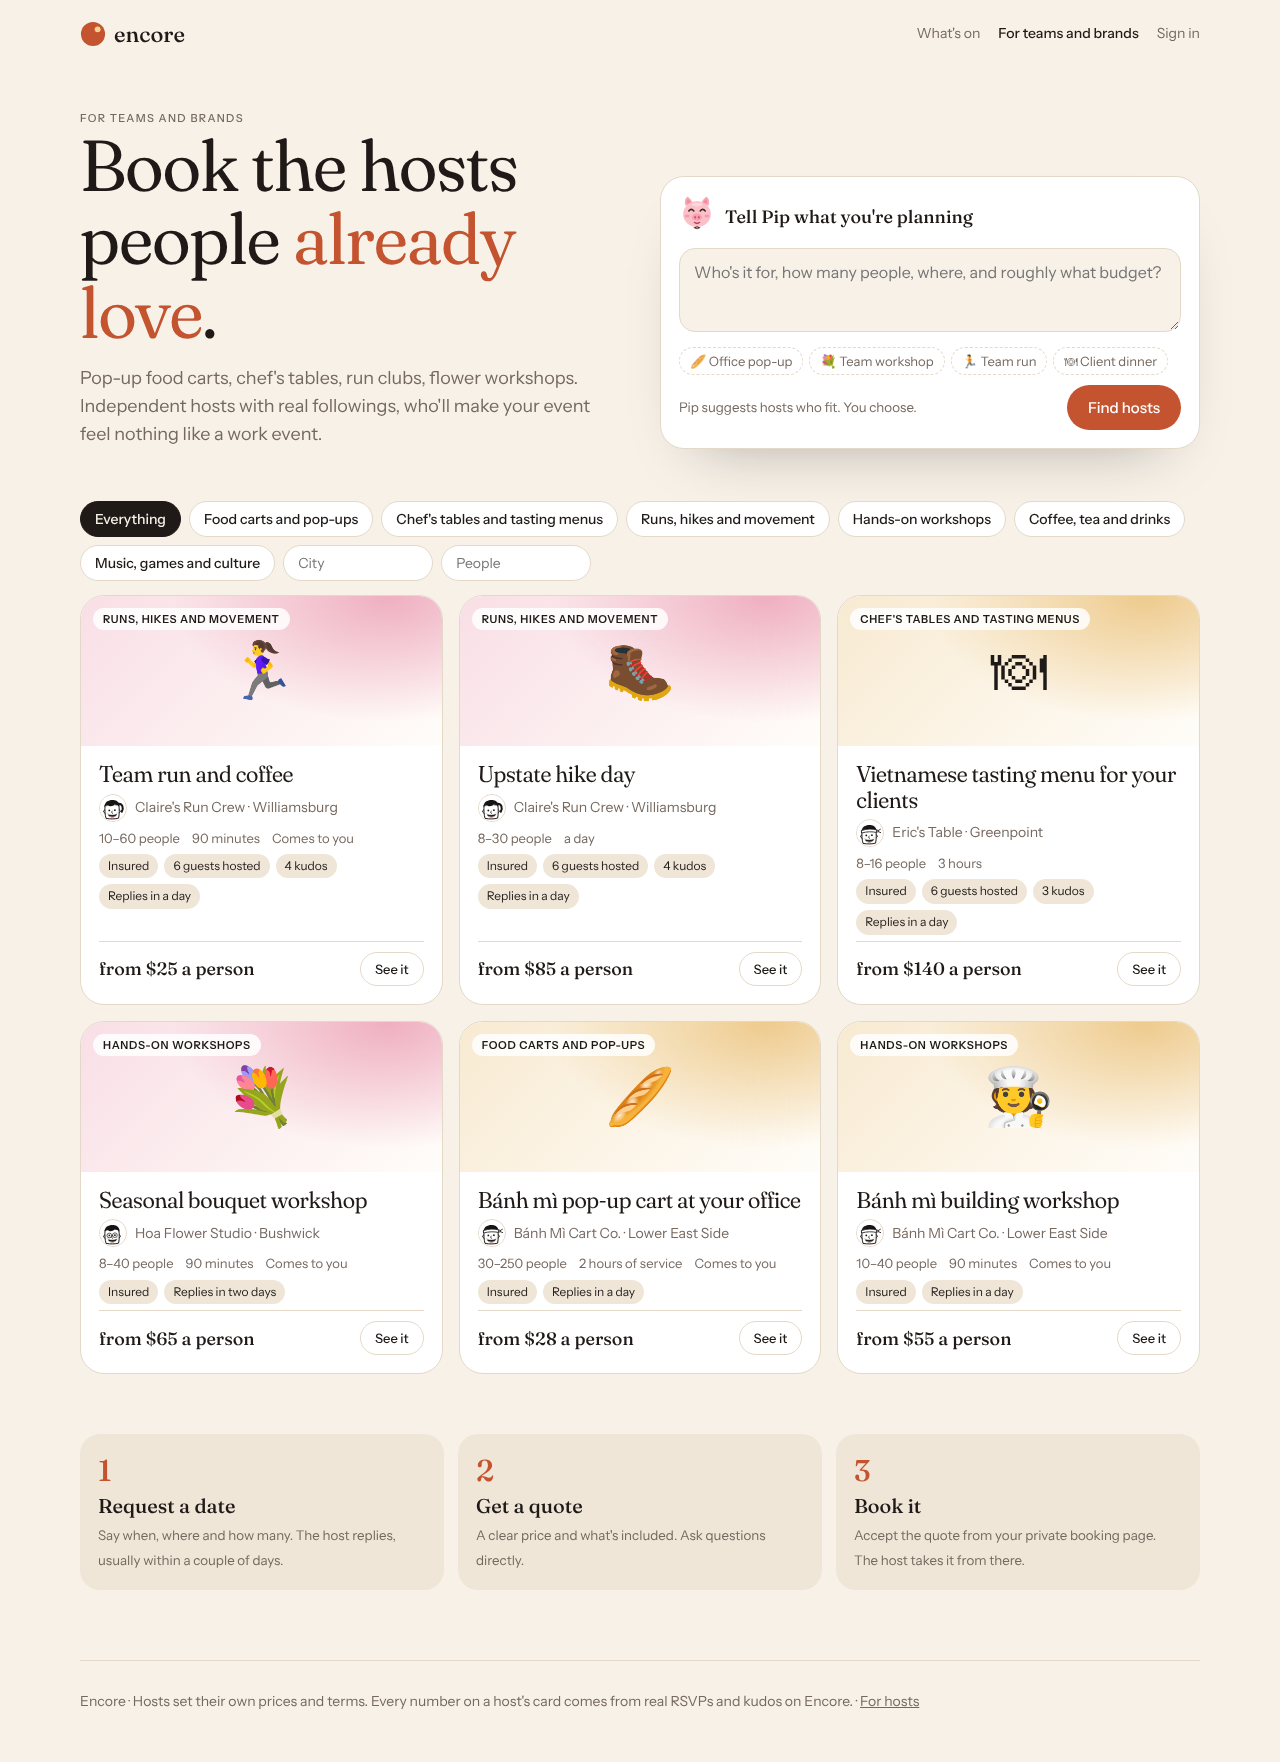 encore
What's on
For teams and brands
Sign in
FOR TEAMS AND BRANDS
Book the hosts
people already
love.
Pop-up food carts, chef's tables, run clubs, flower workshops.
Independent hosts with real followings, who'll make your event
feel nothing like a work event.
Tell Pip what you're planning
Who's it for, how many people, where, and roughly what budget?
Office pop-up
Team workshop
Team run
Client dinner
Pip suggests hosts who fit. You choose.
Find hosts
Everything
Food carts and pop-ups
Chef's tables and tasting menus
Runs, hikes and movement
Hands-on workshops
Coffee, tea and drinks
Music, games and culture
City
People
RUNS, HIKES AND MOVEMENT
Team run and coffee
Claire's Run Crew · Williamsburg
10–60 people 90 minutes Comes to you
Insured 6 guests hosted 4 kudos
Replies in a day
from $25 a person
See it
RUNS, HIKES AND MOVEMENT
Upstate hike day
Claire's Run Crew · Williamsburg
8–30 people a day
Insured 6 guests hosted 4 kudos
Replies in a day
from $85 a person
See it
CHEF'S TABLES AND TASTING MENUS
Vietnamese tasting menu for your
clients
Eric's Table · Greenpoint
8–16 people 3 hours
Insured 6 guests hosted 3 kudos
Replies in a day
from $140 a person
See it
HANDS-ON WORKSHOPS
Seasonal bouquet workshop
Hoa Flower Studio · Bushwick
8–40 people 90 minutes Comes to you
Insured Replies in two days
from $65 a person
See it
FOOD CARTS AND POP-UPS
Bánh mì pop-up cart at your office
Bánh Mì Cart Co. · Lower East Side
30–250 people 2 hours of service Comes to you
Insured Replies in a day
from $28 a person
See it
HANDS-ON WORKSHOPS
Bánh mì building workshop
Bánh Mì Cart Co. · Lower East Side
10–40 people 90 minutes Comes to you
Insured Replies in a day
from $55 a person
See it
1
Request a date
Say when, where and how many. The host replies,
usually within a couple of days.
2
Get a quote
A clear price and what's included. Ask questions
directly.
3
Book it
Accept the quote from your private booking page.
The host takes it from there.
Encore · Hosts set their own prices and terms. Every number on a host's card comes from real RSVPs and kudos on Encore. · For hosts